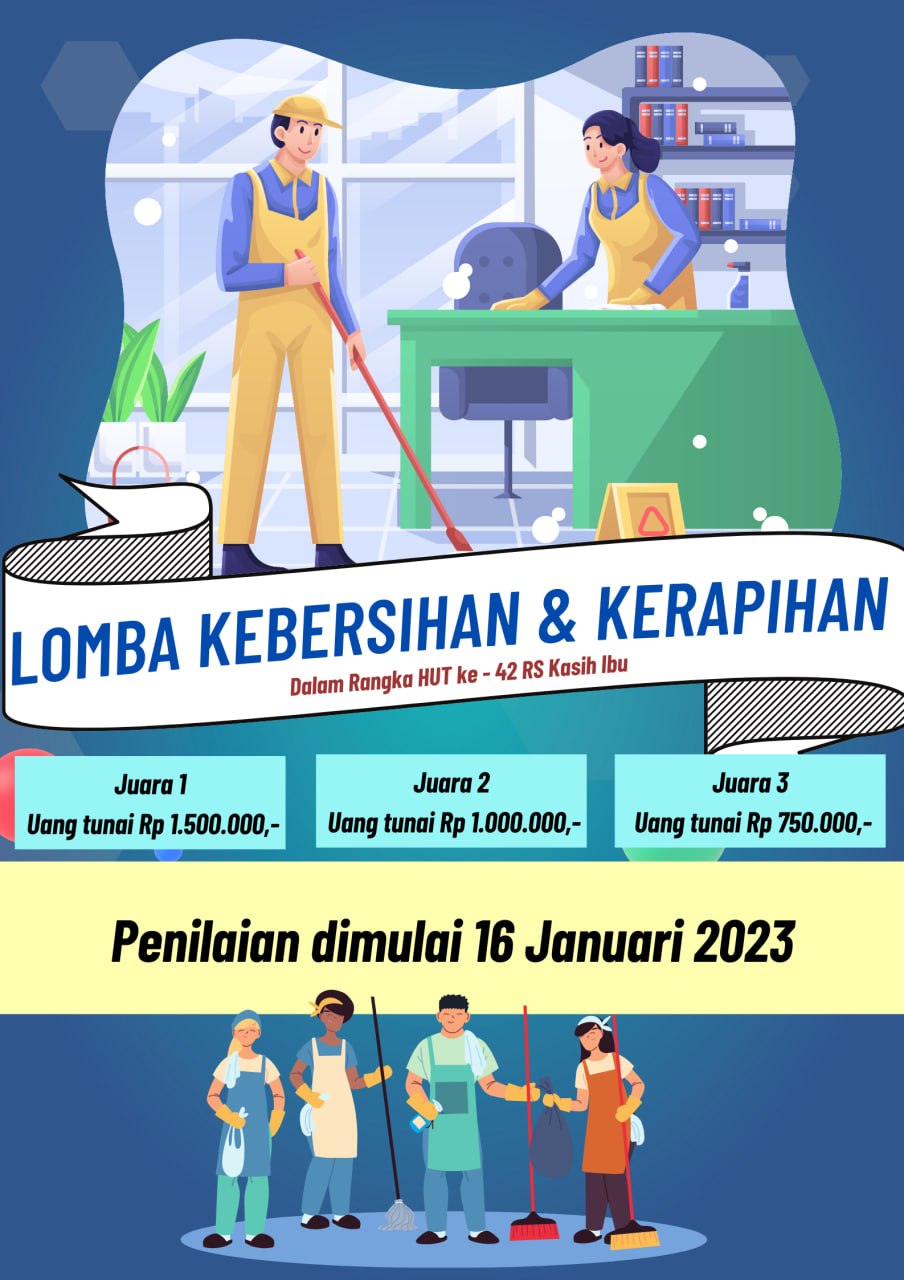 LOMBA KEBERSIHAN & KERAPIHAN
Dalam Rangka HUT ke - 42 RS Kasih Ibu
Juara 1
Uang tunai Rp 1.500.000,-
Juara 2
Uang tunai Rp 1.000.000,-
Juara 3
Uang tunai Rp 750.000,-
Penilaian dimulai 16 Januari 2023